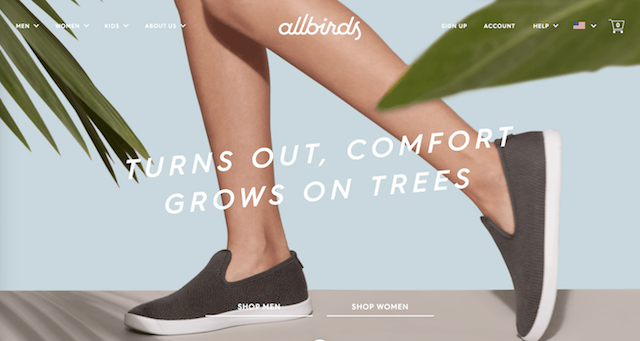 MEN WOMEN KIDS ABOUT US allbirds SIGN UP ACCOUNT HELP 0
TURNS OUT, COMFORT
GROWS ON TREES
SHOP MEN SHOP WOMEN